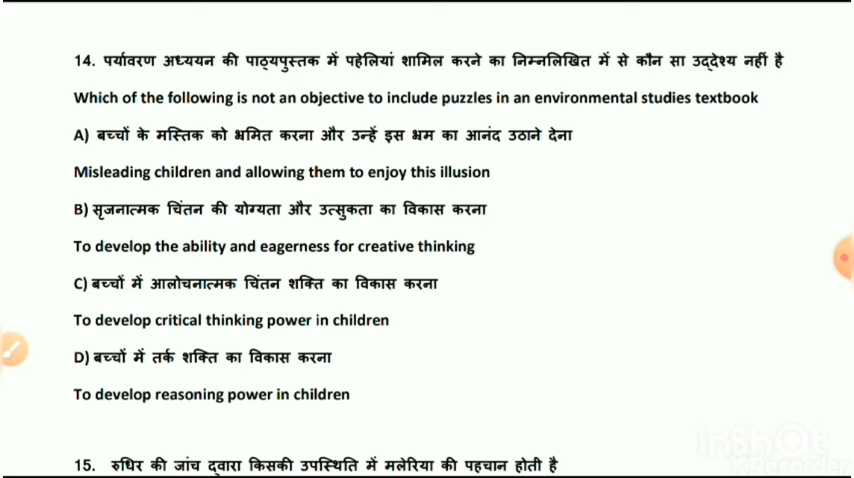 14. पर्यावरण अध्ययन की पाठ्यपुस्तक में पहेलियां शामिल करने का निम्नलिखित में से कौन सा उद्देश्य नहीं है
Which of the following is not an objective to include puzzles in an environmental studies textbook
A) बच्चों के मस्तिक को भ्रमित करना और उन्हें इस भ्रम का आनंद उठाने देना
Misleading children and allowing them to enjoy this illusion
B) सृजनात्मक चिंतन की योग्यता और उत्सुकता का विकास करना
To develop the ability and eagerness for creative thinking
C) बच्चों में आलोचनात्मक चिंतन शक्ति का विकास करना
To develop critical thinking power in children
D) बच्चों में तर्क शक्ति का विकास करना
To develop reasoning power in children
15. रुधिर की जांच द्वारा किसकी उपस्थिति में मलेरिया की पहचान होती है
InShOt
Recorder